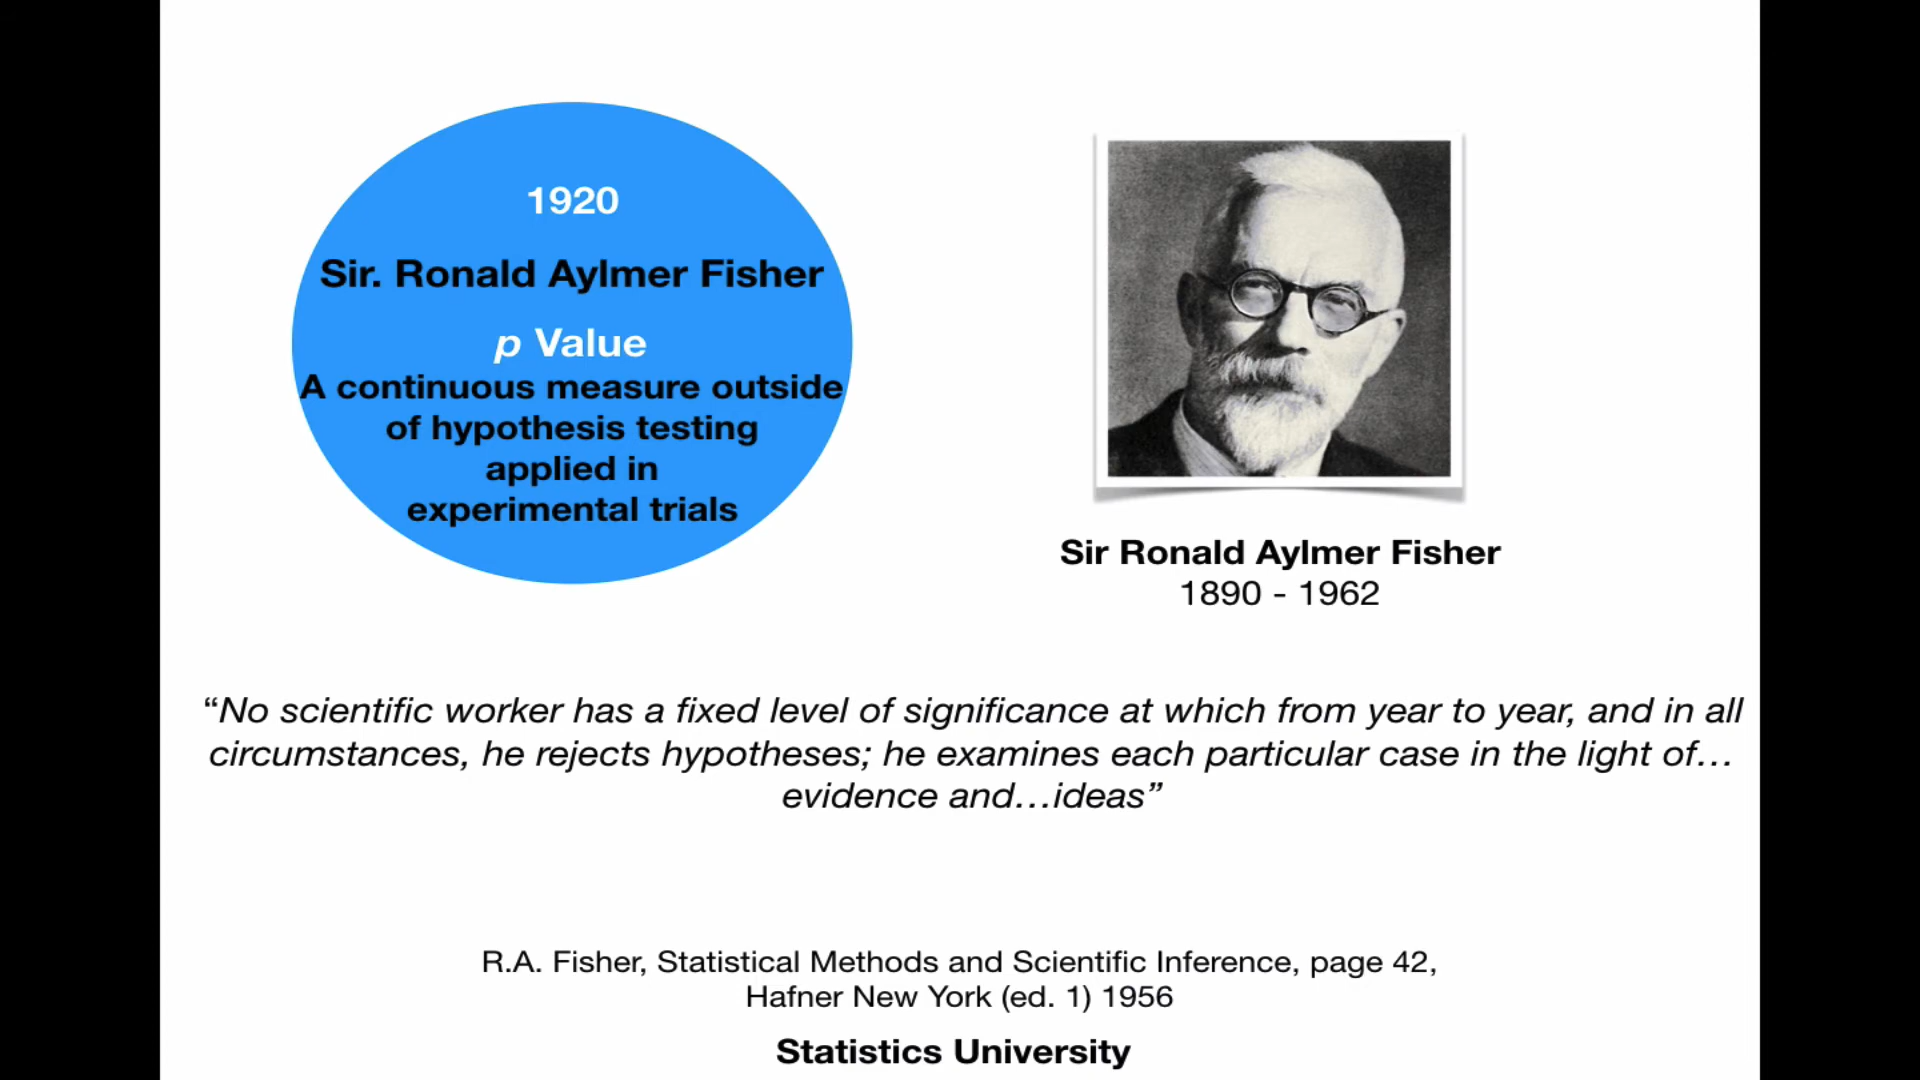 1920
Sir. Ronald Aylmer Fisher
p Value
A continuous measure outside
of hypothesis testing
applied in
experimental trials
Sir Ronald Aylmer Fisher
1890 - 1962
“No scientific worker has a fixed level of significance at which from year to year, and in all
circumstances, he rejects hypotheses; he examines each particular case in the light of…
evidence and…ideas”
R.A. Fisher, Statistical Methods and Scientific Inference, page 42,
Hafner New York (ed. 1) 1956
Statistics University